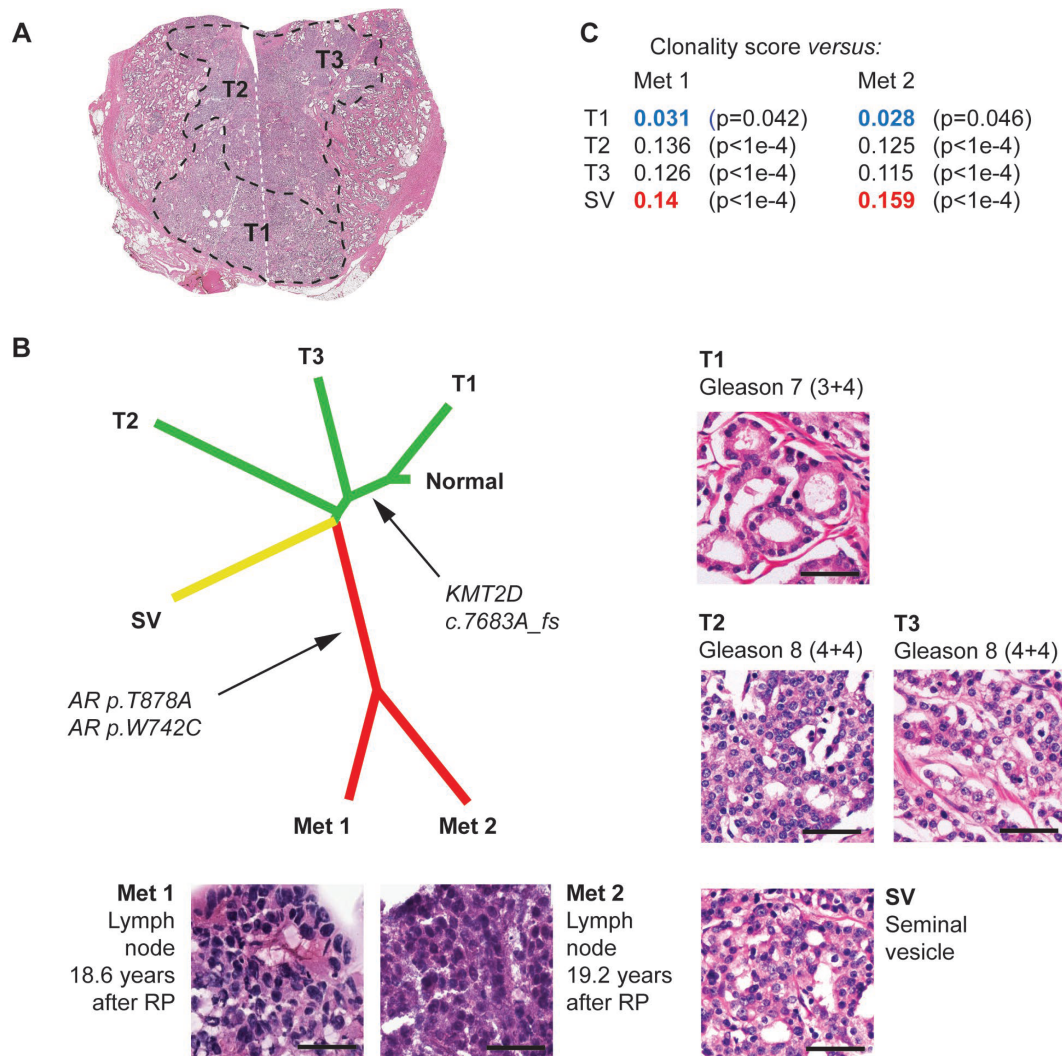 A
T3
T2
T1
C
Clonality score versus:
Met 1 Met 2
T1 0.031 (p=0.042) 0.028 (p=0.046)
T2 0.136 (p<1e-4) 0.125 (p<1e-4)
T3 0.126 (p<1e-4) 0.115 (p<1e-4)
SV 0.14 (p<1e-4) 0.159 (p<1e-4)
B
T3
T1
T2
Normal
SV
KMT2D
c.7683A_fs
AR p.T878A
AR p.W742C
Met 1
Met 2
T1
Gleason 7 (3+4)
T2
Gleason 8 (4+4)
T3
Gleason 8 (4+4)
Met 1
Lymph
node
18.6 years
after RP
Met 2
Lymph
node
19.2 years
after RP
SV
Seminal
vesicle